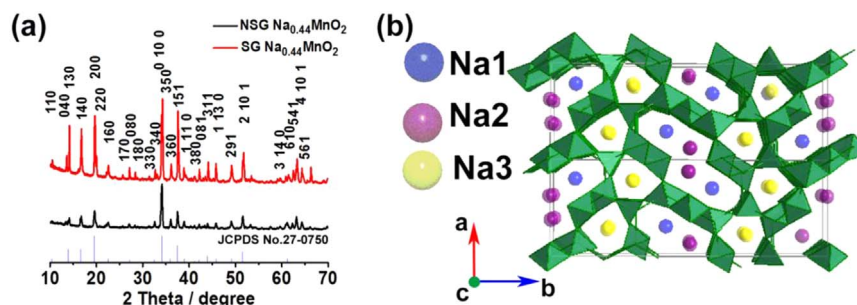 (a)
NSG Na0.44MnO2
SG Na0.44MnO2
110
040
130
140
200
220
160
170
080
180
330
340
0 10 0
350
360
151
1 11 0
380
081
311
1 13 0
291
2 10 1
3 14 0
610
541
4 10 1
561
JCPDS No.27-0750
10 20 30 40 50 60 70
2 Theta / degree
(b)
Na1
Na2
Na3
a
c
b